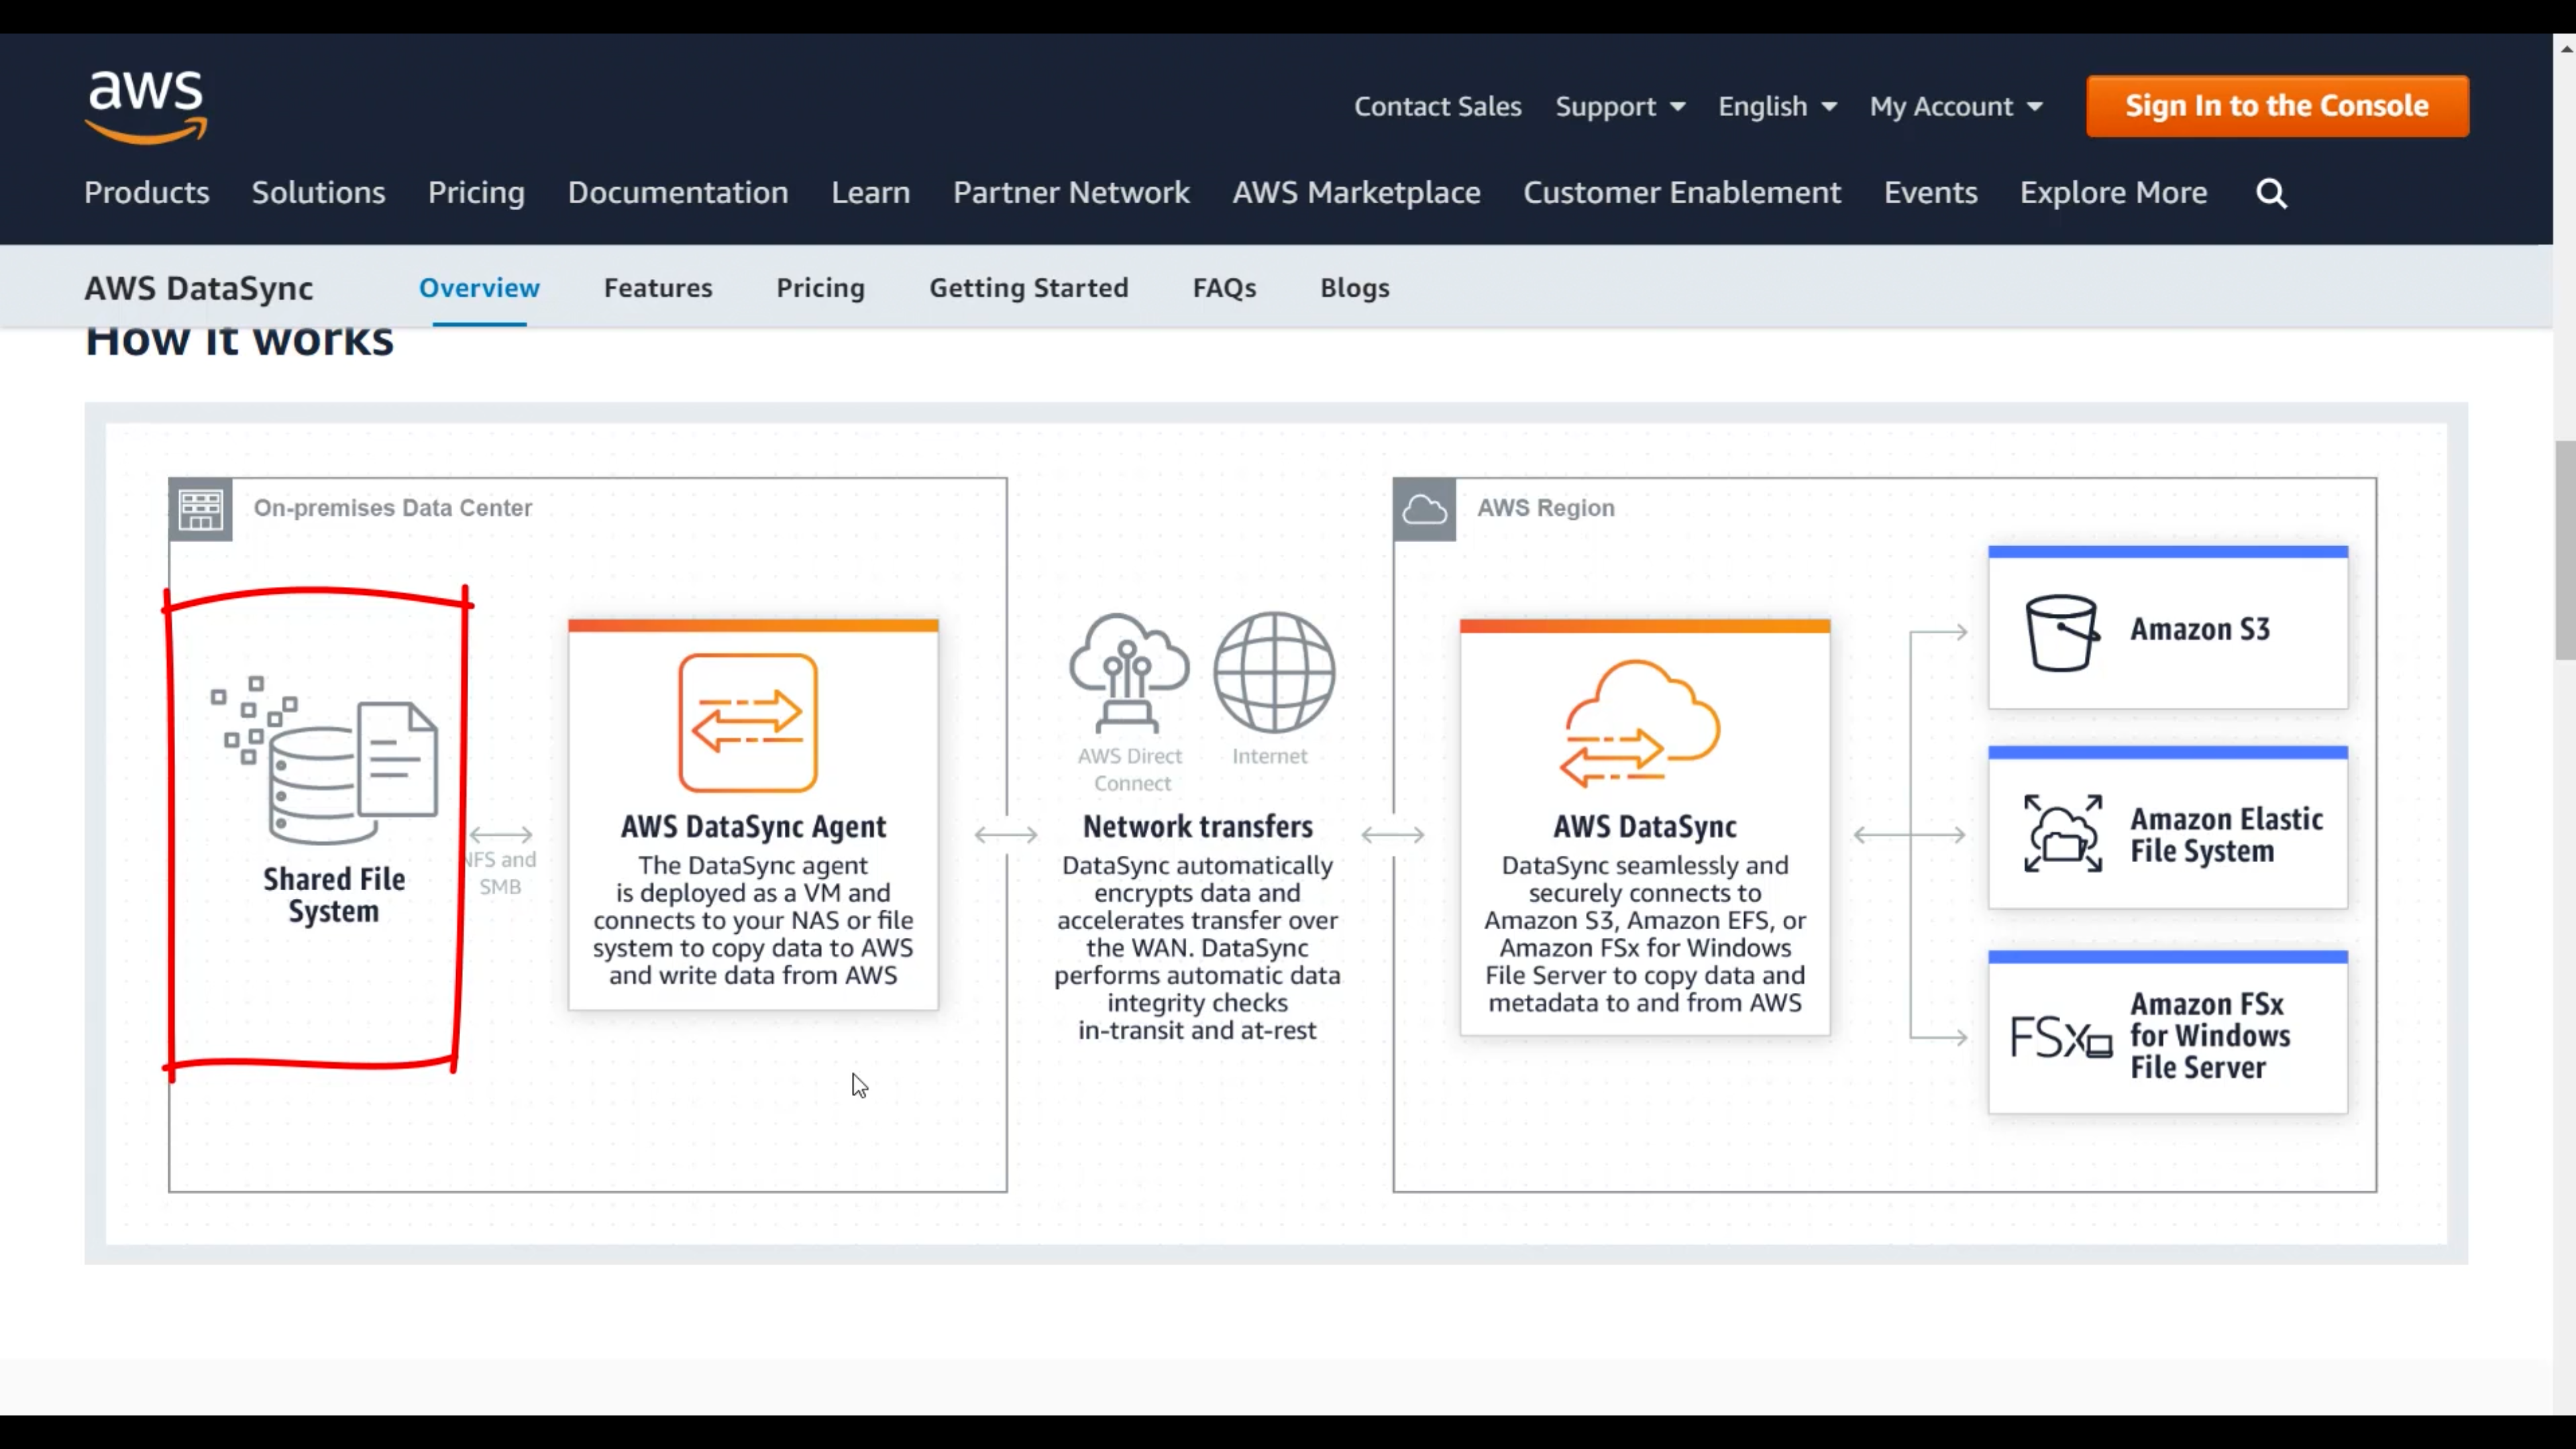 aws
Contact Sales Support English My Account Sign In to the Console
Products Solutions Pricing Documentation Learn Partner Network AWS Marketplace Customer Enablement Events Explore More
AWS DataSync Overview Features Pricing Getting Started FAQs Blogs
How it works
On-premises Data Center
Shared File
System
NFS and
SMB
AWS DataSync Agent
The DataSync agent
is deployed as a VM and
connects to your NAS or file
system to copy data to AWS
and write data from AWS
AWS Direct
Connect
Internet
Network transfers
DataSync automatically
encrypts data and
accelerates transfer over
the WAN. DataSync
performs automatic data
integrity checks
in-transit and at-rest
AWS Region
AWS DataSync
DataSync seamlessly and
securely connects to
Amazon S3, Amazon EFS, or
Amazon FSx for Windows
File Server to copy data and
metadata to and from AWS
Amazon S3
Amazon Elastic
File System
FSx
Amazon FSx
for Windows
File Server